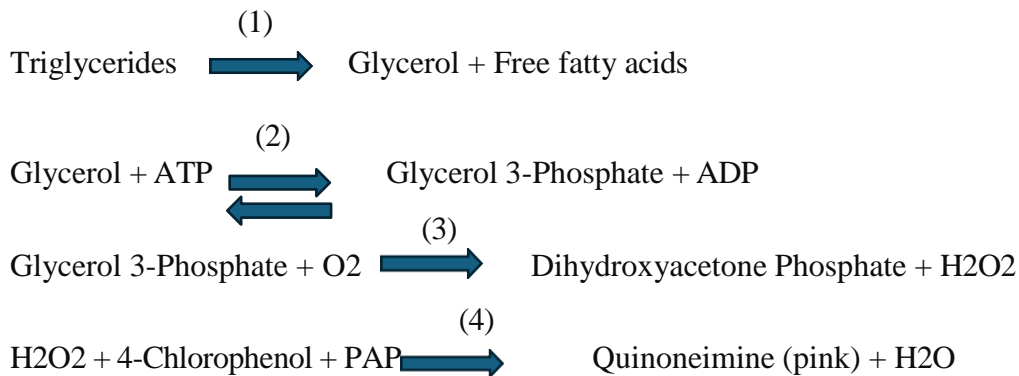 (1)
Triglycerides Glycerol + Free fatty acids
(2)
Glycerol + ATP Glycerol 3-Phosphate + ADP
(3)
Glycerol 3-Phosphate + O2 Dihydroxyacetone Phosphate + H2O2
(4)
H2O2 + 4-Chlorophenol + PAP Quinoneimine (pink) + H2O